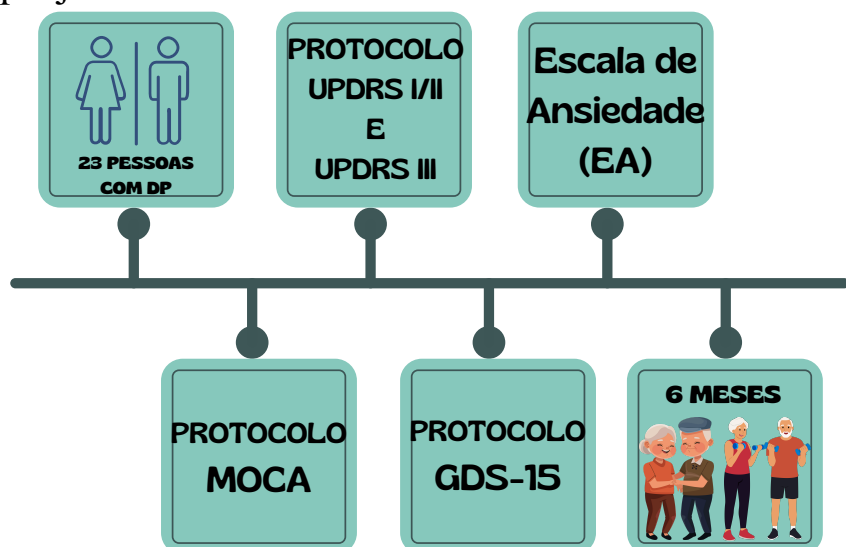 23 PESSOAS
COM DP
PROTOCOLO
UPDRS I/II
E
UPDRS III
Escala de
Ansiedade
(EA)
PROTOCOLO
MOCA
PROTOCOLO
GDS-15
6 MESES